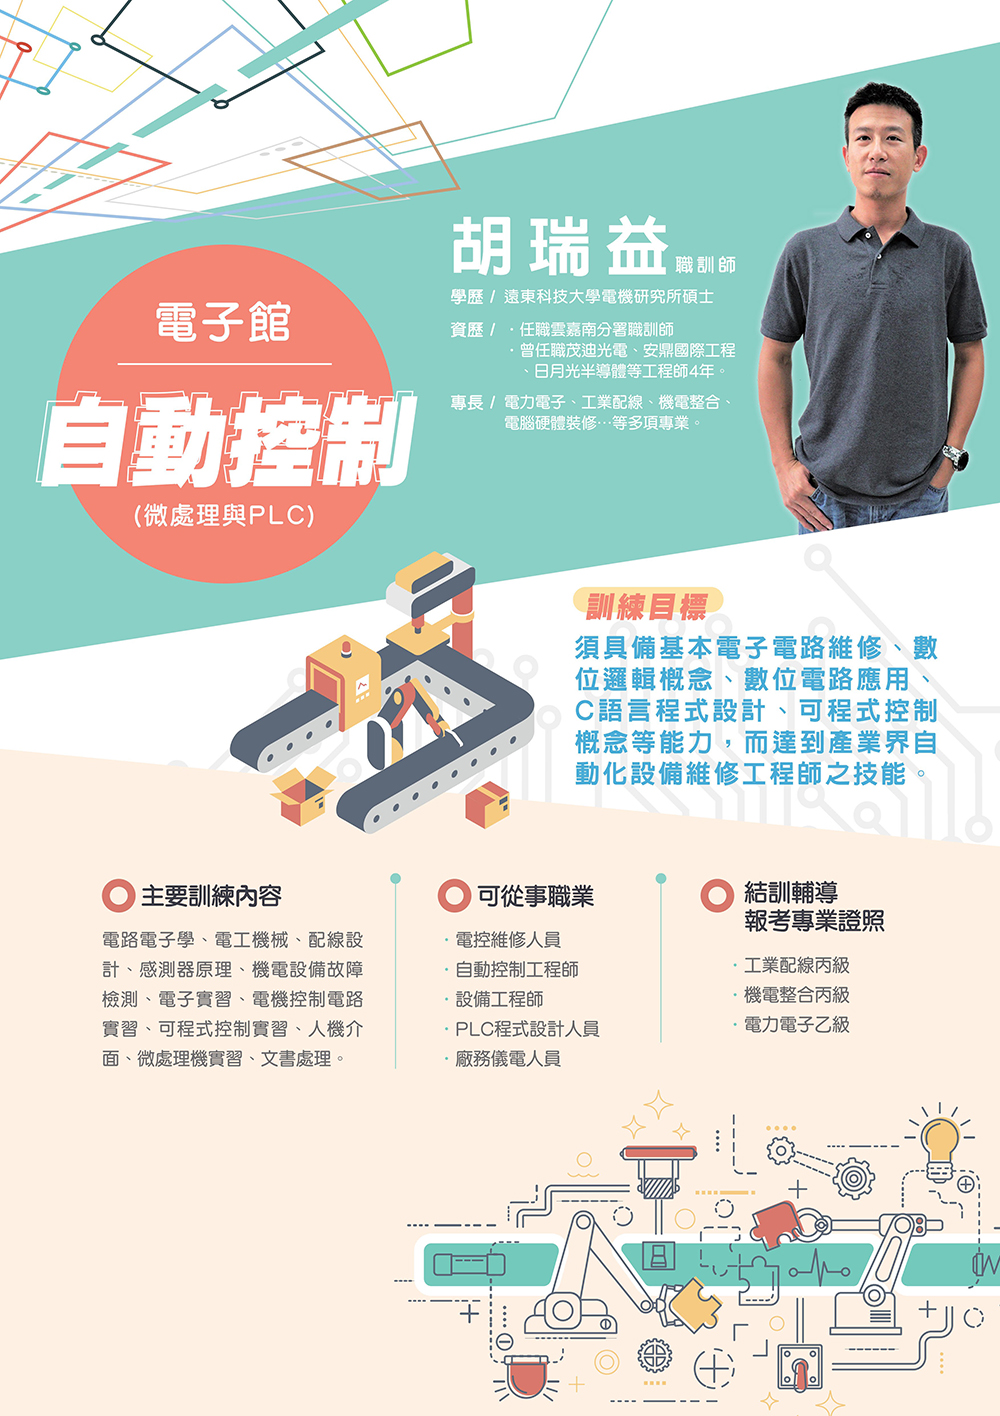 胡瑞益 職訓師
學歷 / 遠東科技大學電機研究所碩士
資歷 / ・任職雲嘉南分署職訓師
・曾任職茂迪光電、安鼎國際工程
、日月光半導體等工程師4年。
專長 / 電力電子、工業配線、機電整合、
電腦硬體裝修…等多項專業。
電子館
自動控制
(微處理與PLC)
訓練目標
須具備基本電子電路維修、數
位邏輯概念、數位電路應用、
C語言程式設計、可程式控制
概念等能力，而達到產業界自
動化設備維修工程師之技能。
主要訓練內容
電路電子學、電工機械、配線設
計、感測器原理、機電設備故障
檢測、電子實習、電機控制電路
實習、可程式控制實習、人機介
面、微處理機實習、文書處理。
可從事職業
・電控維修人員
・自動控制工程師
・設備工程師
・PLC程式設計人員
・廠務儀電人員
結訓輔導
報考專業證照
・工業配線丙級
・機電整合丙級
・電力電子乙級